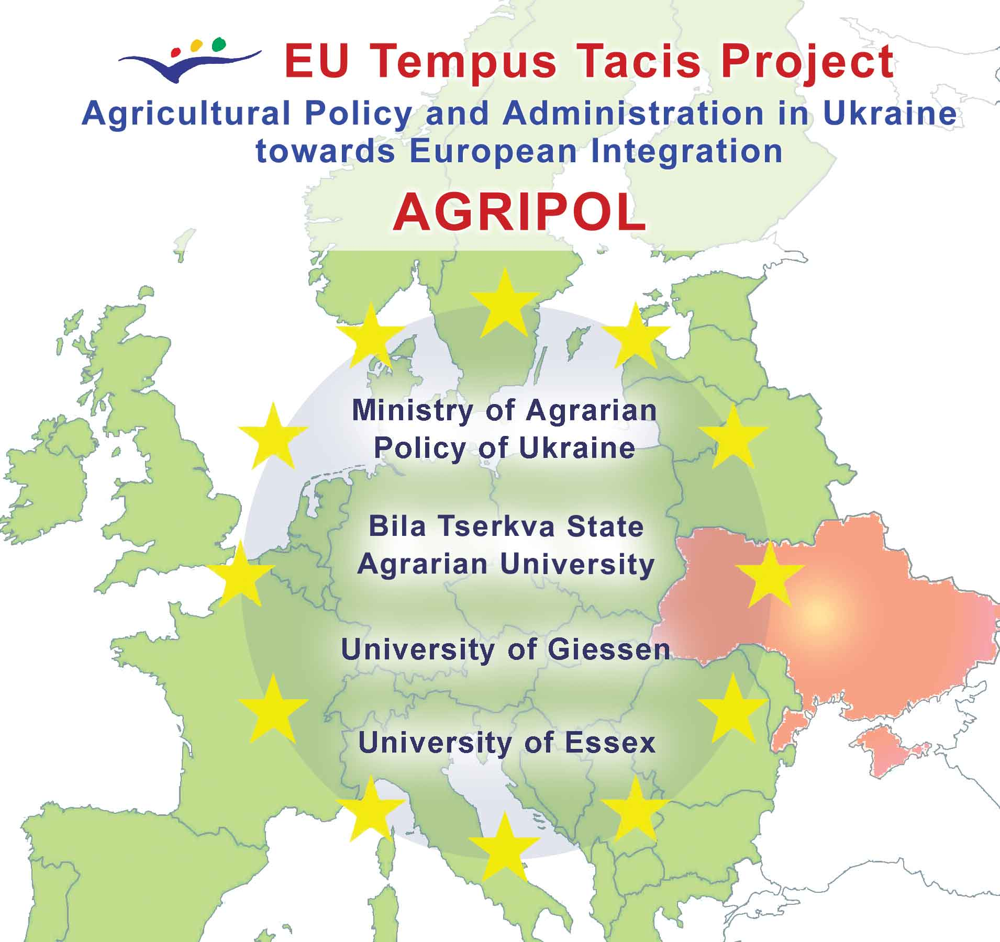 EU Tempus Tacis Project
Agricultural Policy and Administration in Ukraine
towards European Integration
AGRIPOL
Ministry of Agrarian
Policy of Ukraine
Bila Tserkva State
Agrarian University
University of Giessen
University of Essex